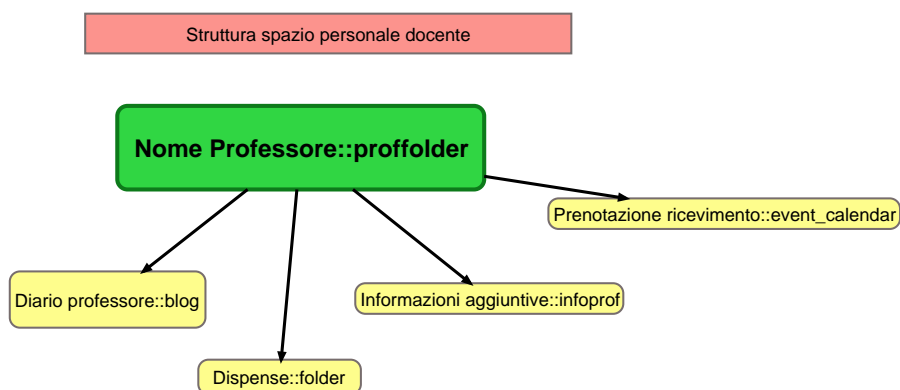 Struttura spazio personale docente
Nome Professore::proffolder
Prenotazione ricevimento::event_calendar
Diario professore::blog
Informazioni aggiuntive::infoprof
Dispense::folder